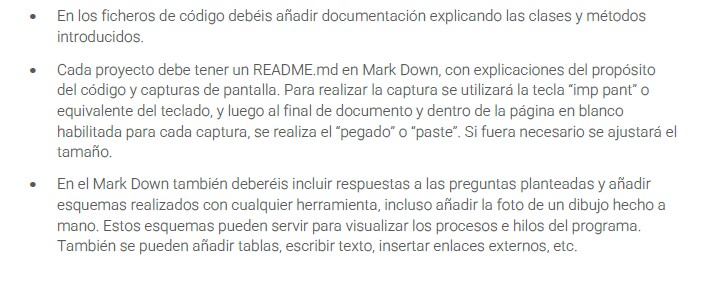 • En los ficheros de código debéis añadir documentación explicando las clases y métodos
introducidos.
• Cada proyecto debe tener un README.md en Mark Down, con explicaciones del propósito
del código y capturas de pantalla. Para realizar la captura se utilizará la tecla “imp pant” o
equivalente del teclado, y luego al final de documento y dentro de la página en blanco
habilitada para cada captura, se realiza el “pegado” o “paste”. Si fuera necesario se ajustará el
tamaño.
• En el Mark Down también deberéis incluir respuestas a las preguntas planteadas y añadir
esquemas realizados con cualquier herramienta, incluso añadir la foto de un dibujo hecho a
mano. Estos esquemas pueden servir para visualizar los procesos e hilos del programa.
También se pueden añadir tablas, escribir texto, insertar enlaces externos, etc.